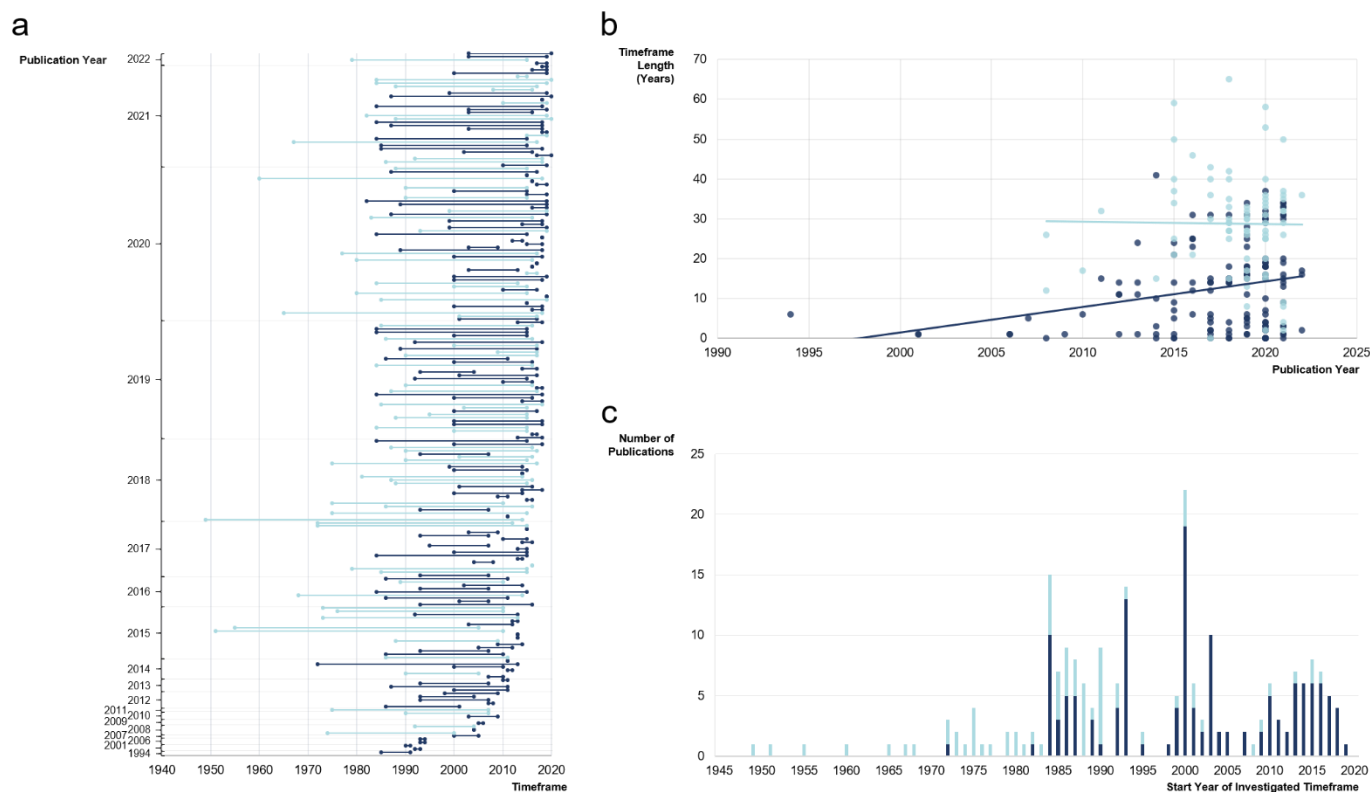 a
Publication Year
2022
2021
2020
2019
2018
2017
2016
2015
2014
2013
2012
2011
2010
2009
2008
2007
2006
2001
1994
1940 1950 1960 1970 1980 1990 2000 2010 2020
Timeframe
b
Timeframe
Length
(Years)
70
60
50
40
30
20
10
0
1990 1995 2000 2005 2010 2015 2020 2025
Publication Year
c
Number of
Publications
25
20
15
10
5
0
1945 1950 1955 1960 1965 1970 1975 1980 1985 1990 1995 2000 2005 2010 2015 2020
Start Year of Investigated Timeframe